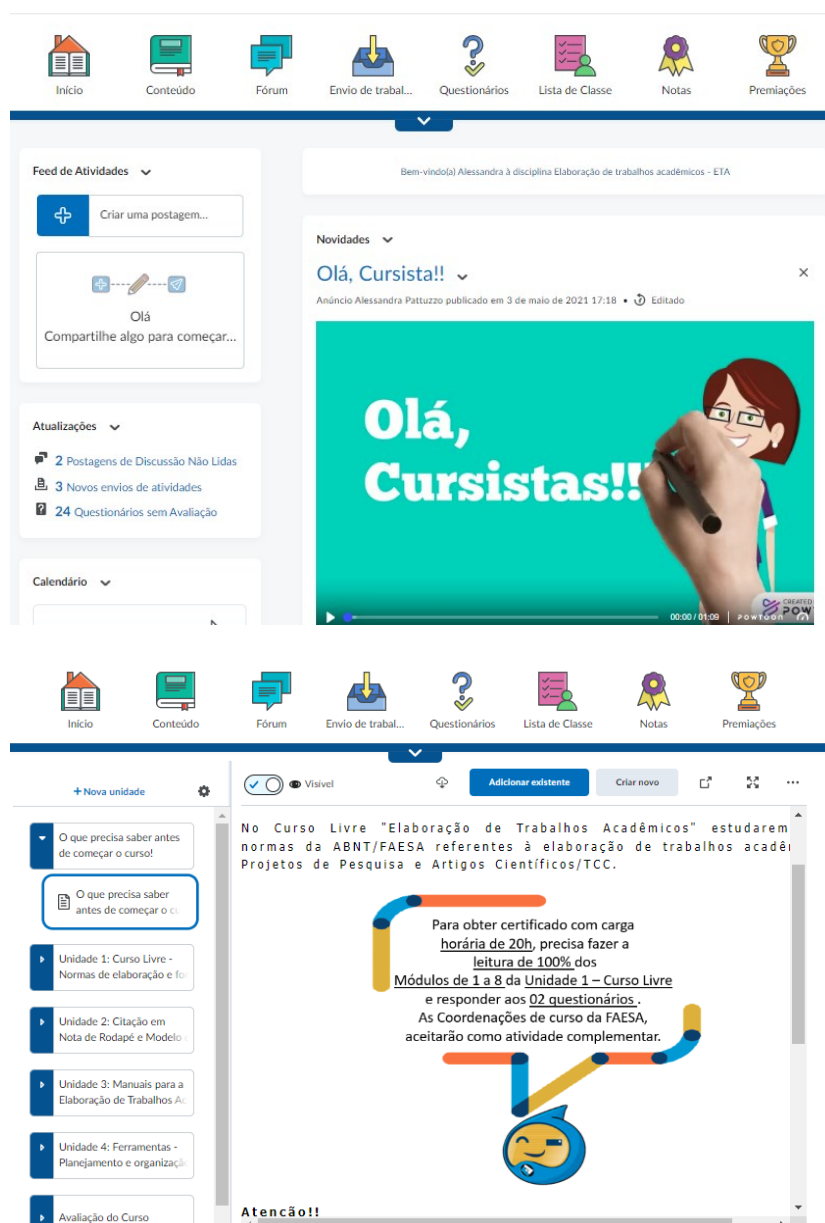 Início
Conteúdo
Fórum
Envio de trabal...
Questionários
Lista de Classe
Notas
Premiações
Feed de Atividades
Criar uma postagem...
Olá
Compartilhe algo para começar...
Atualizações
2 Postagens de Discussão Não Lidas
3 Novos envios de atividades
24 Questionários sem Avaliação
Calendário
Bem-vindo(a) Alessandra à disciplina Elaboração de trabalhos acadêmicos - ETA
Novidades
Olá, Cursista!!
Anúncio Alessandra Pattuzzo publicado em 3 de maio de 2021 17:18 • Editado
Olá,
Cursistas!!
CREATED
POW
00:00 / 01:09
POWTOON
Início
Conteúdo
Fórum
Envio de trabal...
Questionários
Lista de Classe
Notas
Premiações
+ Nova unidade
O que precisa saber antes
de começar o curso!
O que precisa saber
antes de começar o cu
Unidade 1: Curso Livre -
Normas de elaboração e fo
Unidade 2: Citação em
Nota de Rodapé e Modelo
Unidade 3: Manuais para a
Elaboração de Trabalhos Ac
Unidade 4: Ferramentas -
Planejamento e organizaçã
Avaliação do Curso
Visível
Adicionar existente
Criar novo
No Curso Livre "Elaboração de Trabalhos Acadêmicos" estudarem
normas da ABNT/FAESA referentes à elaboração de trabalhos acadêm
Projetos de Pesquisa e Artigos Científicos/TCC.
Para obter certificado com carga
horária de 20h, precisa fazer a
leitura de 100% dos
Módulos de 1 a 8 da Unidade 1 – Curso Livre
e responder aos 02 questionários .
As Coordenações de curso da FAESA,
aceitarão como atividade complementar.
Atenção!!